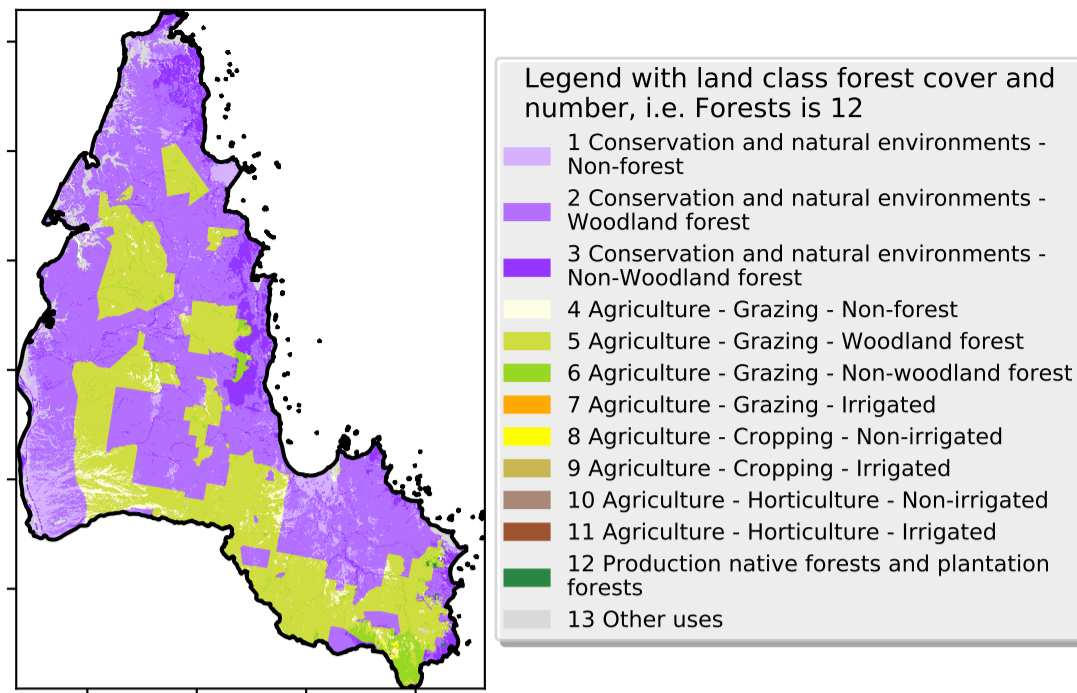 Legend with land class forest cover and
number, i.e. Forests is 12
1 Conservation and natural environments -
Non-forest
2 Conservation and natural environments -
Woodland forest
3 Conservation and natural environments -
Non-Woodland forest
4 Agriculture - Grazing - Non-forest
5 Agriculture - Grazing - Woodland forest
6 Agriculture - Grazing - Non-woodland forest
7 Agriculture - Grazing - Irrigated
8 Agriculture - Cropping - Non-irrigated
9 Agriculture - Cropping - Irrigated
10 Agriculture - Horticulture - Non-irrigated
11 Agriculture - Horticulture - Irrigated
12 Production native forests and plantation
forests
13 Other uses